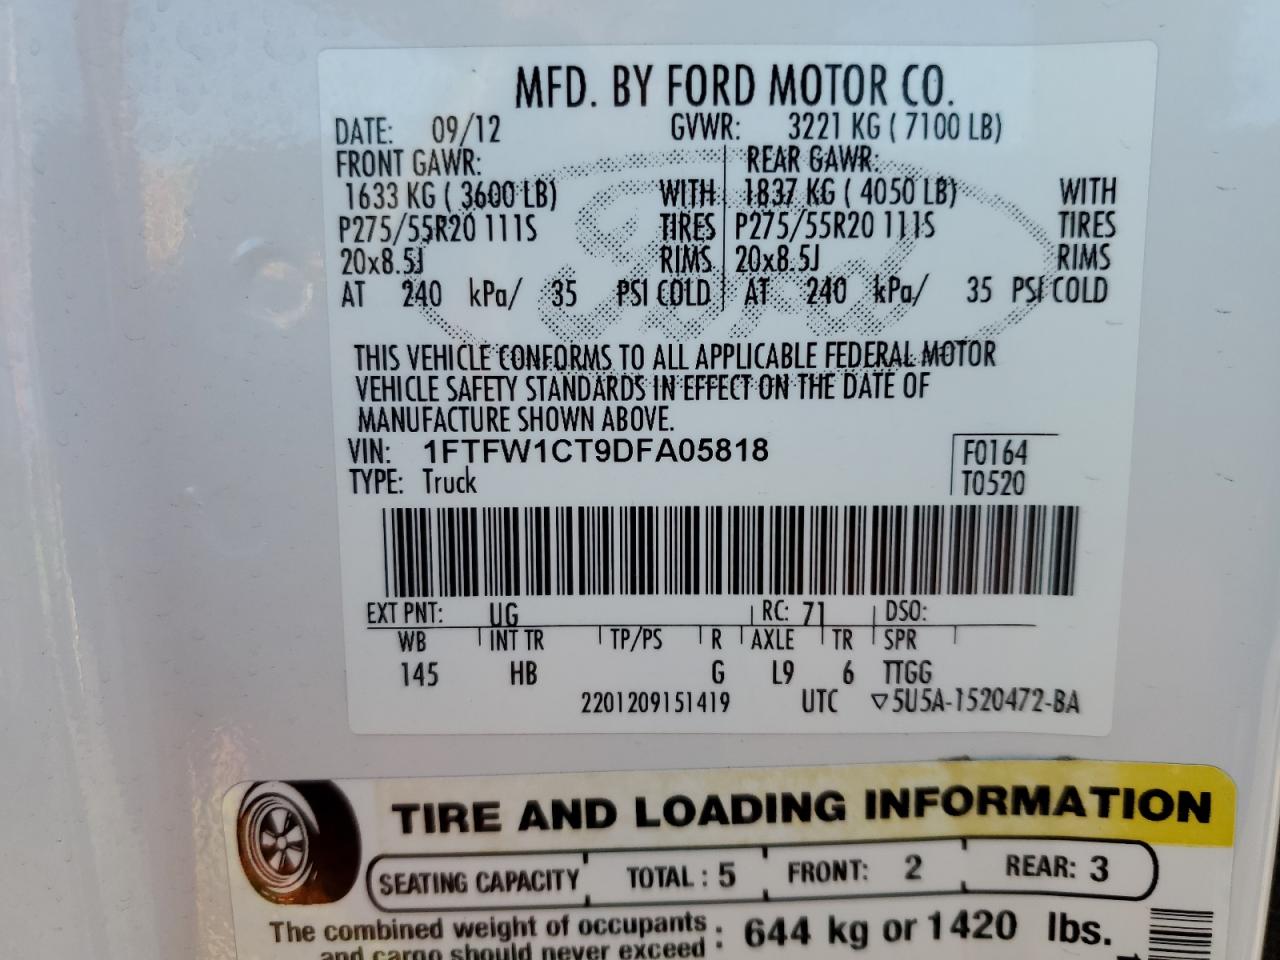 MFD. BY FORD MOTOR CO.
DATE: 09/12 GVWR: 3221 KG ( 7100 LB)
FRONT GAWR: REAR GAWR:
1633 KG ( 3600 LB) WITH 1837 KG ( 4050 LB) WITH
P275/55R20 111S TIRES P275/55R20 111S TIRES
20x8.5J RIMS 20x8.5J RIMS
AT 240 kPa/ 35 PSI COLD AT 240 kPa/ 35 PSI COLD
Ford
THIS VEHICLE CONFORMS TO ALL APPLICABLE FEDERAL MOTOR
VEHICLE SAFETY STANDARDS IN EFFECT ON THE DATE OF
MANUFACTURE SHOWN ABOVE.
VIN: 1FTFW1CT9DFA05818 F0164
TYPE: Truck T0520
EXT PNT: UG RC: 71 DSO:
WB INT TR TP/PS R AXLE TR SPR
145 HB G L9 6 TTGG
2201209151419 UTC ▽5U5A-1520472-BA
TIRE AND LOADING INFORMATION
SEATING CAPACITY TOTAL : 5 FRONT: 2 REAR: 3
The combined weight of occupants : 644 kg or 1420 lbs.
and cargo should never exceed :